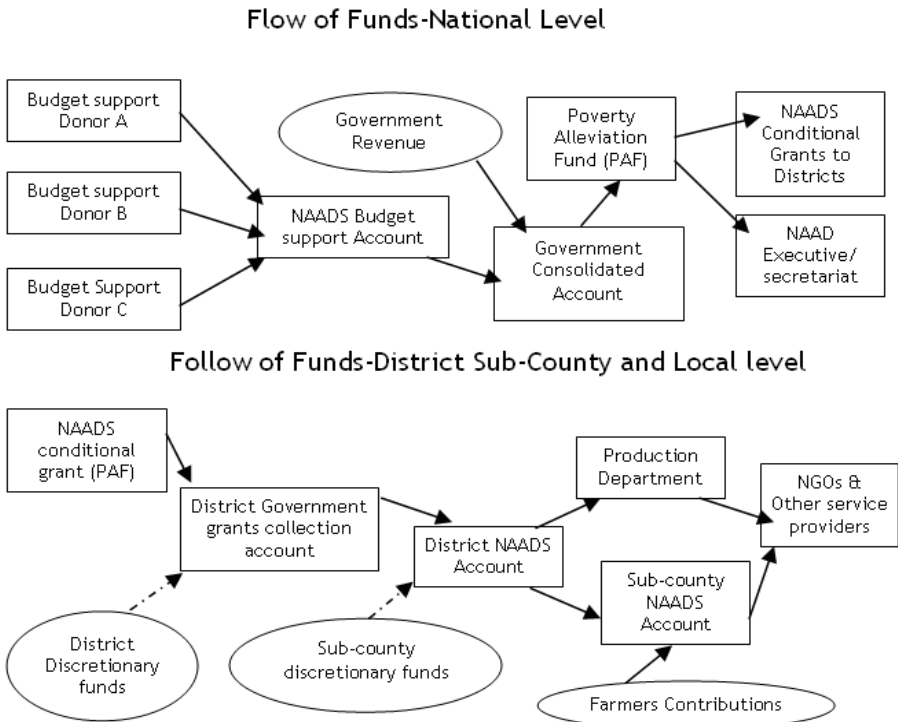 Flow of Funds-National Level
Budget support
Donor A
Government
Revenue
Poverty
Alleviation
Fund (PAF)
NAADS
Conditional
Grants to
Districts
Budget support
Donor B
NAADS Budget
support Account
Government
Consolidated
Account
NAAD
Executive/
secretariat
Budget Support
Donor C
Follow of Funds-District Sub-County and Local level
NAADS
conditional
grant (PAF)
District Government
grants collection
account
District NAADS
Account
Production
Department
NGOs &
Other service
providers
Sub-county
NAADS
Account
District
Discretionary
funds
Sub-county
discretionary funds
Farmers Contributions